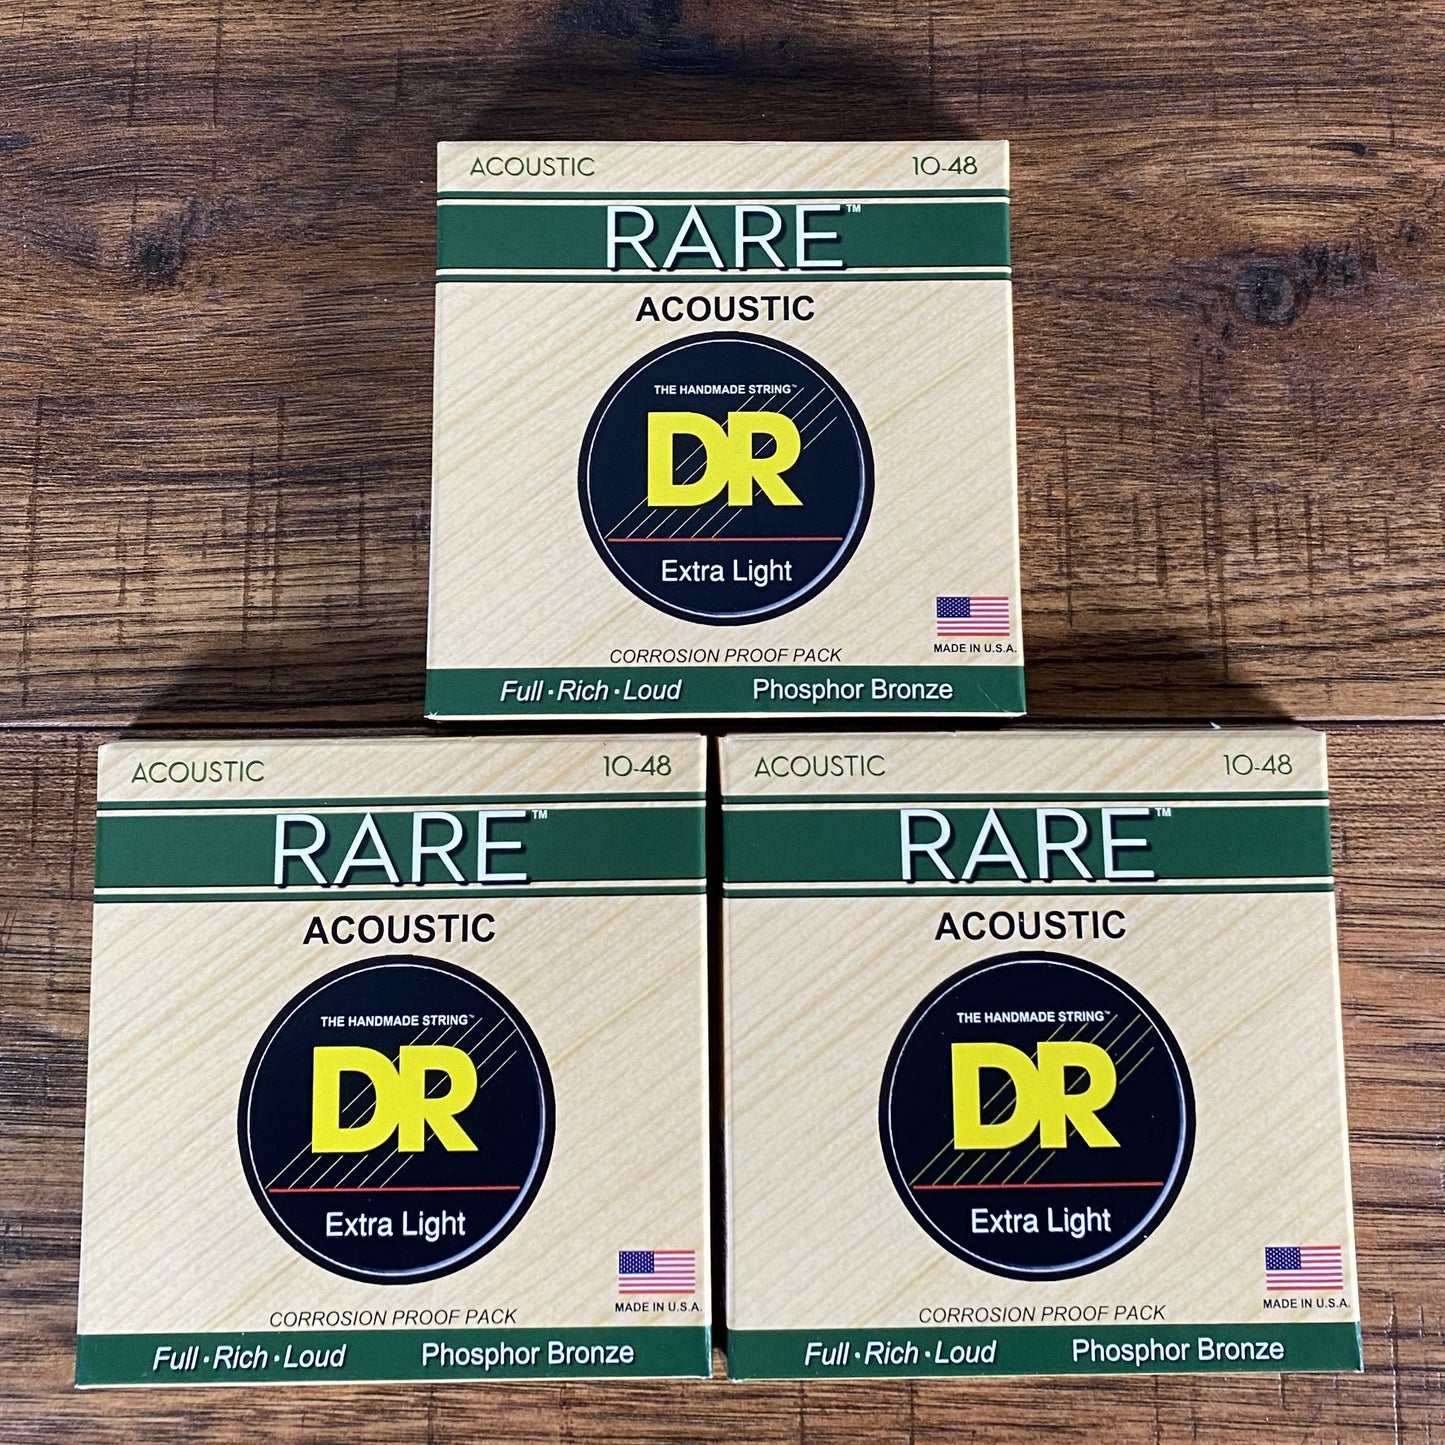 ACOUSTIC 10-48
RARE™
ACOUSTIC
THE HANDMADE STRING™
DR
Extra Light
MADE IN U.S.A.
CORROSION PROOF PACK
Full · Rich · Loud Phosphor Bronze
ACOUSTIC 10-48
RARE™
ACOUSTIC
THE HANDMADE STRING™
DR
Extra Light
MADE IN U.S.A.
CORROSION PROOF PACK
Full · Rich · Loud Phosphor Bronze
ACOUSTIC 10-48
RARE™
ACOUSTIC
THE HANDMADE STRING™
DR
Extra Light
MADE IN U.S.A.
CORROSION PROOF PACK
Full · Rich · Loud Phosphor Bronze